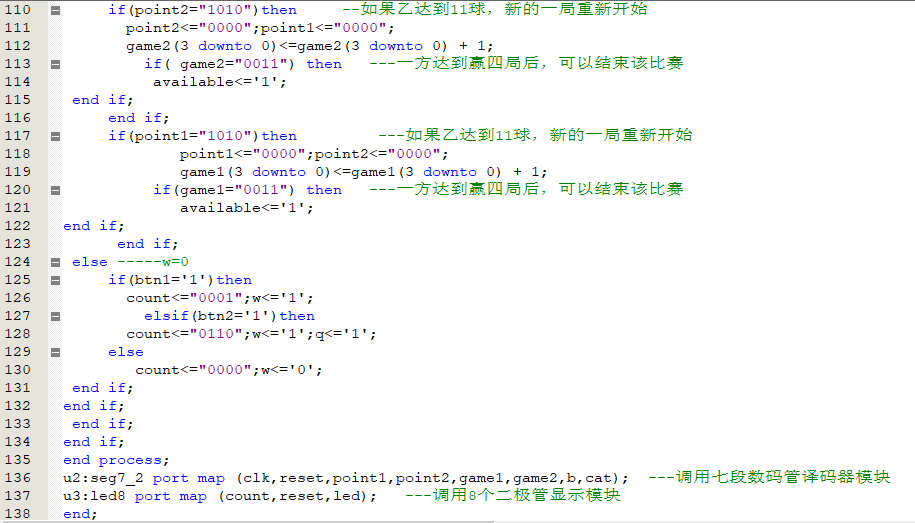 110 if(point2="1010")then --如果乙达到11球，新的一局重新开始
111 point2<="0000";point1<="0000";
112 game2(3 downto 0)<=game2(3 downto 0) + 1;
113 if( game2="0011") then ---一方达到赢四局后，可以结束该比赛
114 available<='1';
115 end if;
116 end if;
117 if(point1="1010")then ---如果乙达到11球，新的一局重新开始
118 point1<="0000";point2<="0000";
119 game1(3 downto 0)<=game1(3 downto 0) + 1;
120 if(game1="0011") then ---一方达到赢四局后，可以结束该比赛
121 available<='1';
122 end if;
123 end if;
124 else -----w=0
125 if(btn1='1')then
126 count<="0001";w<='1';
127 elsif(btn2='1')then
128 count<="0110";w<='1';q<='1';
129 else
130 count<="0000";w<='0';
131 end if;
132 end if;
133 end if;
134 end if;
135 end process;
136 u2:seg7_2 port map (clk,reset,point1,point2,game1,game2,b,cat); ---调用七段数码管译码器模块
137 u3:led8 port map (count,reset,led); ---调用8个二极管显示模块
138 end;